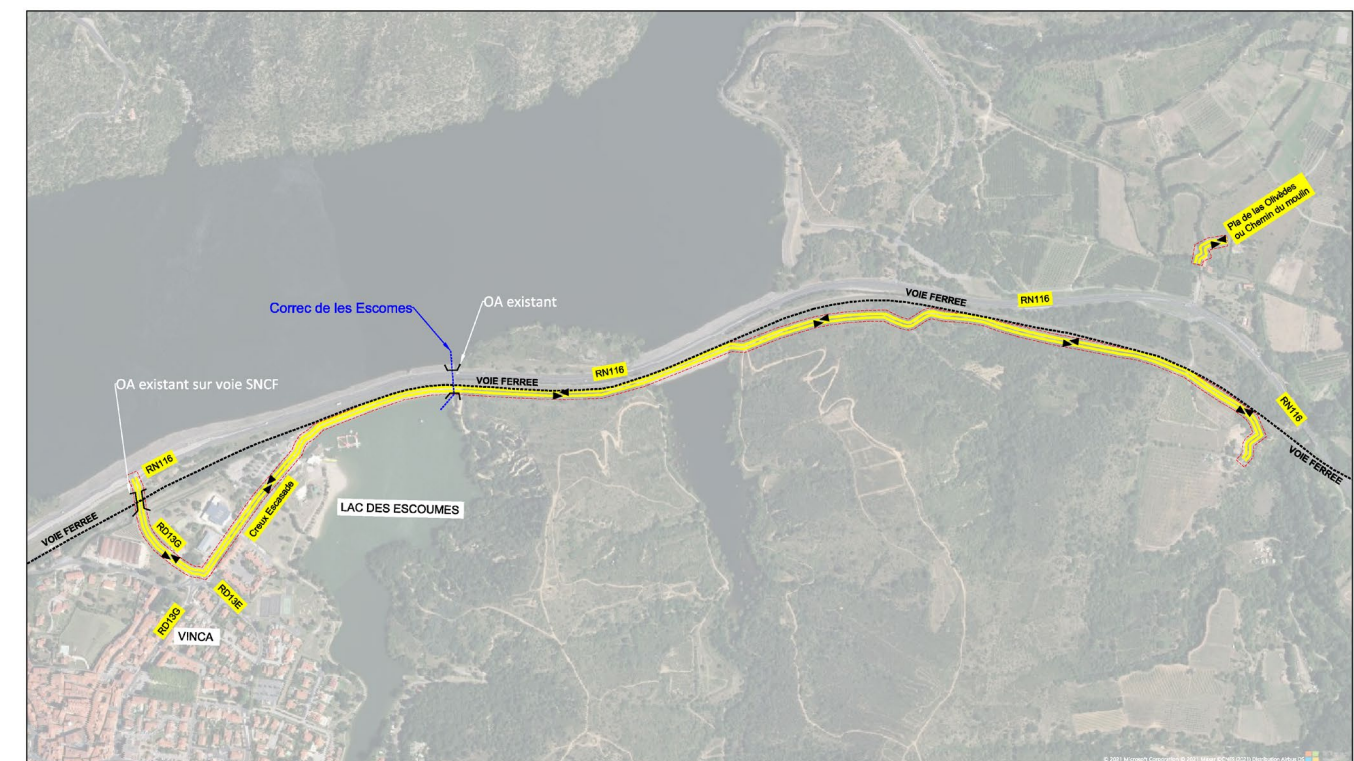 Pla de las Olivèdes
ou Chemin du moulin
VOIE FERREE
RN116
Correc de les Escomes
OA existant
RN116
VOIE FERREE
OA existant sur voie SNCF
RN116
RN116
VOIE FERREE
Creux Escasade
LAC DES ESCOUMES
VOIE FERREE
RD13G
RD13E
RD13G
VINCA